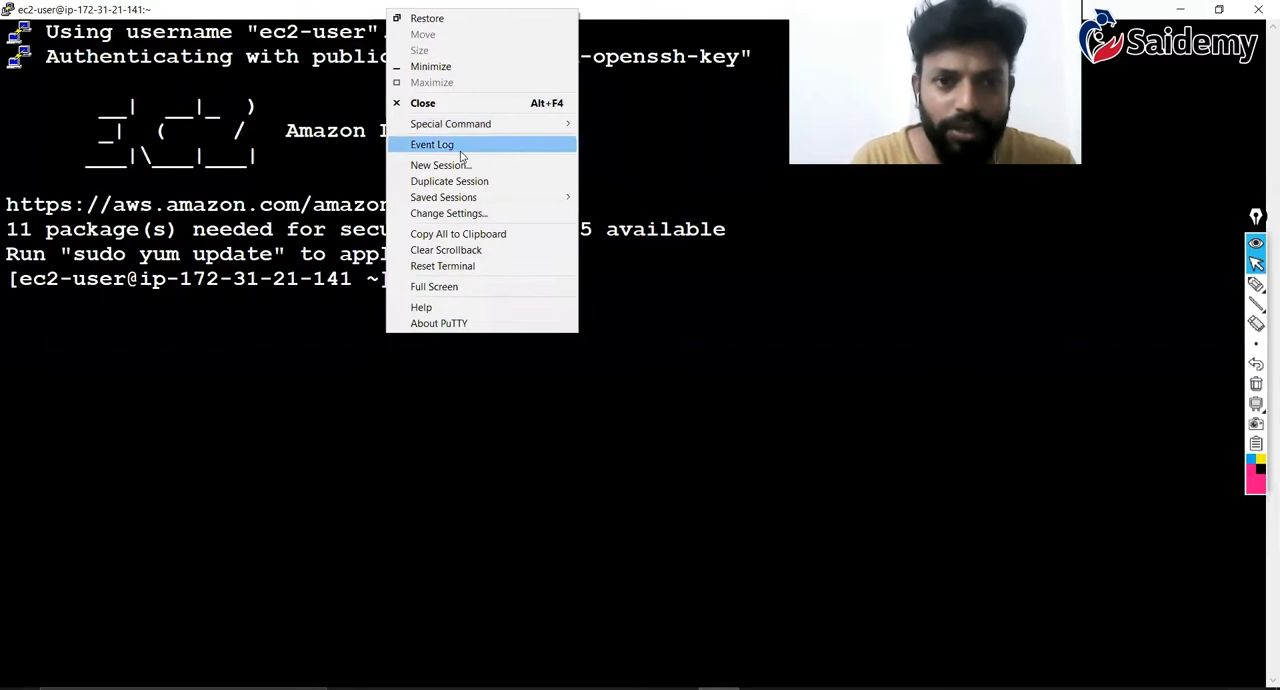 ec2-user@ip-172-31-21-141:~
Using username "ec2-user".
Authenticating with public
-openssh-key"
Amazon
https://aws.amazon.com/amazon
11 package(s) needed for secu
5 available
Run "sudo yum update" to appl
[ec2-user@ip-172-31-21-141 ~]
Restore
Move
Size
Minimize
Maximize
Close Alt+F4
Special Command
Event Log
New Session...
Duplicate Session
Saved Sessions
Change Settings...
Copy All to Clipboard
Clear Scrollback
Reset Terminal
Full Screen
Help
About PuTTY
Saidemy